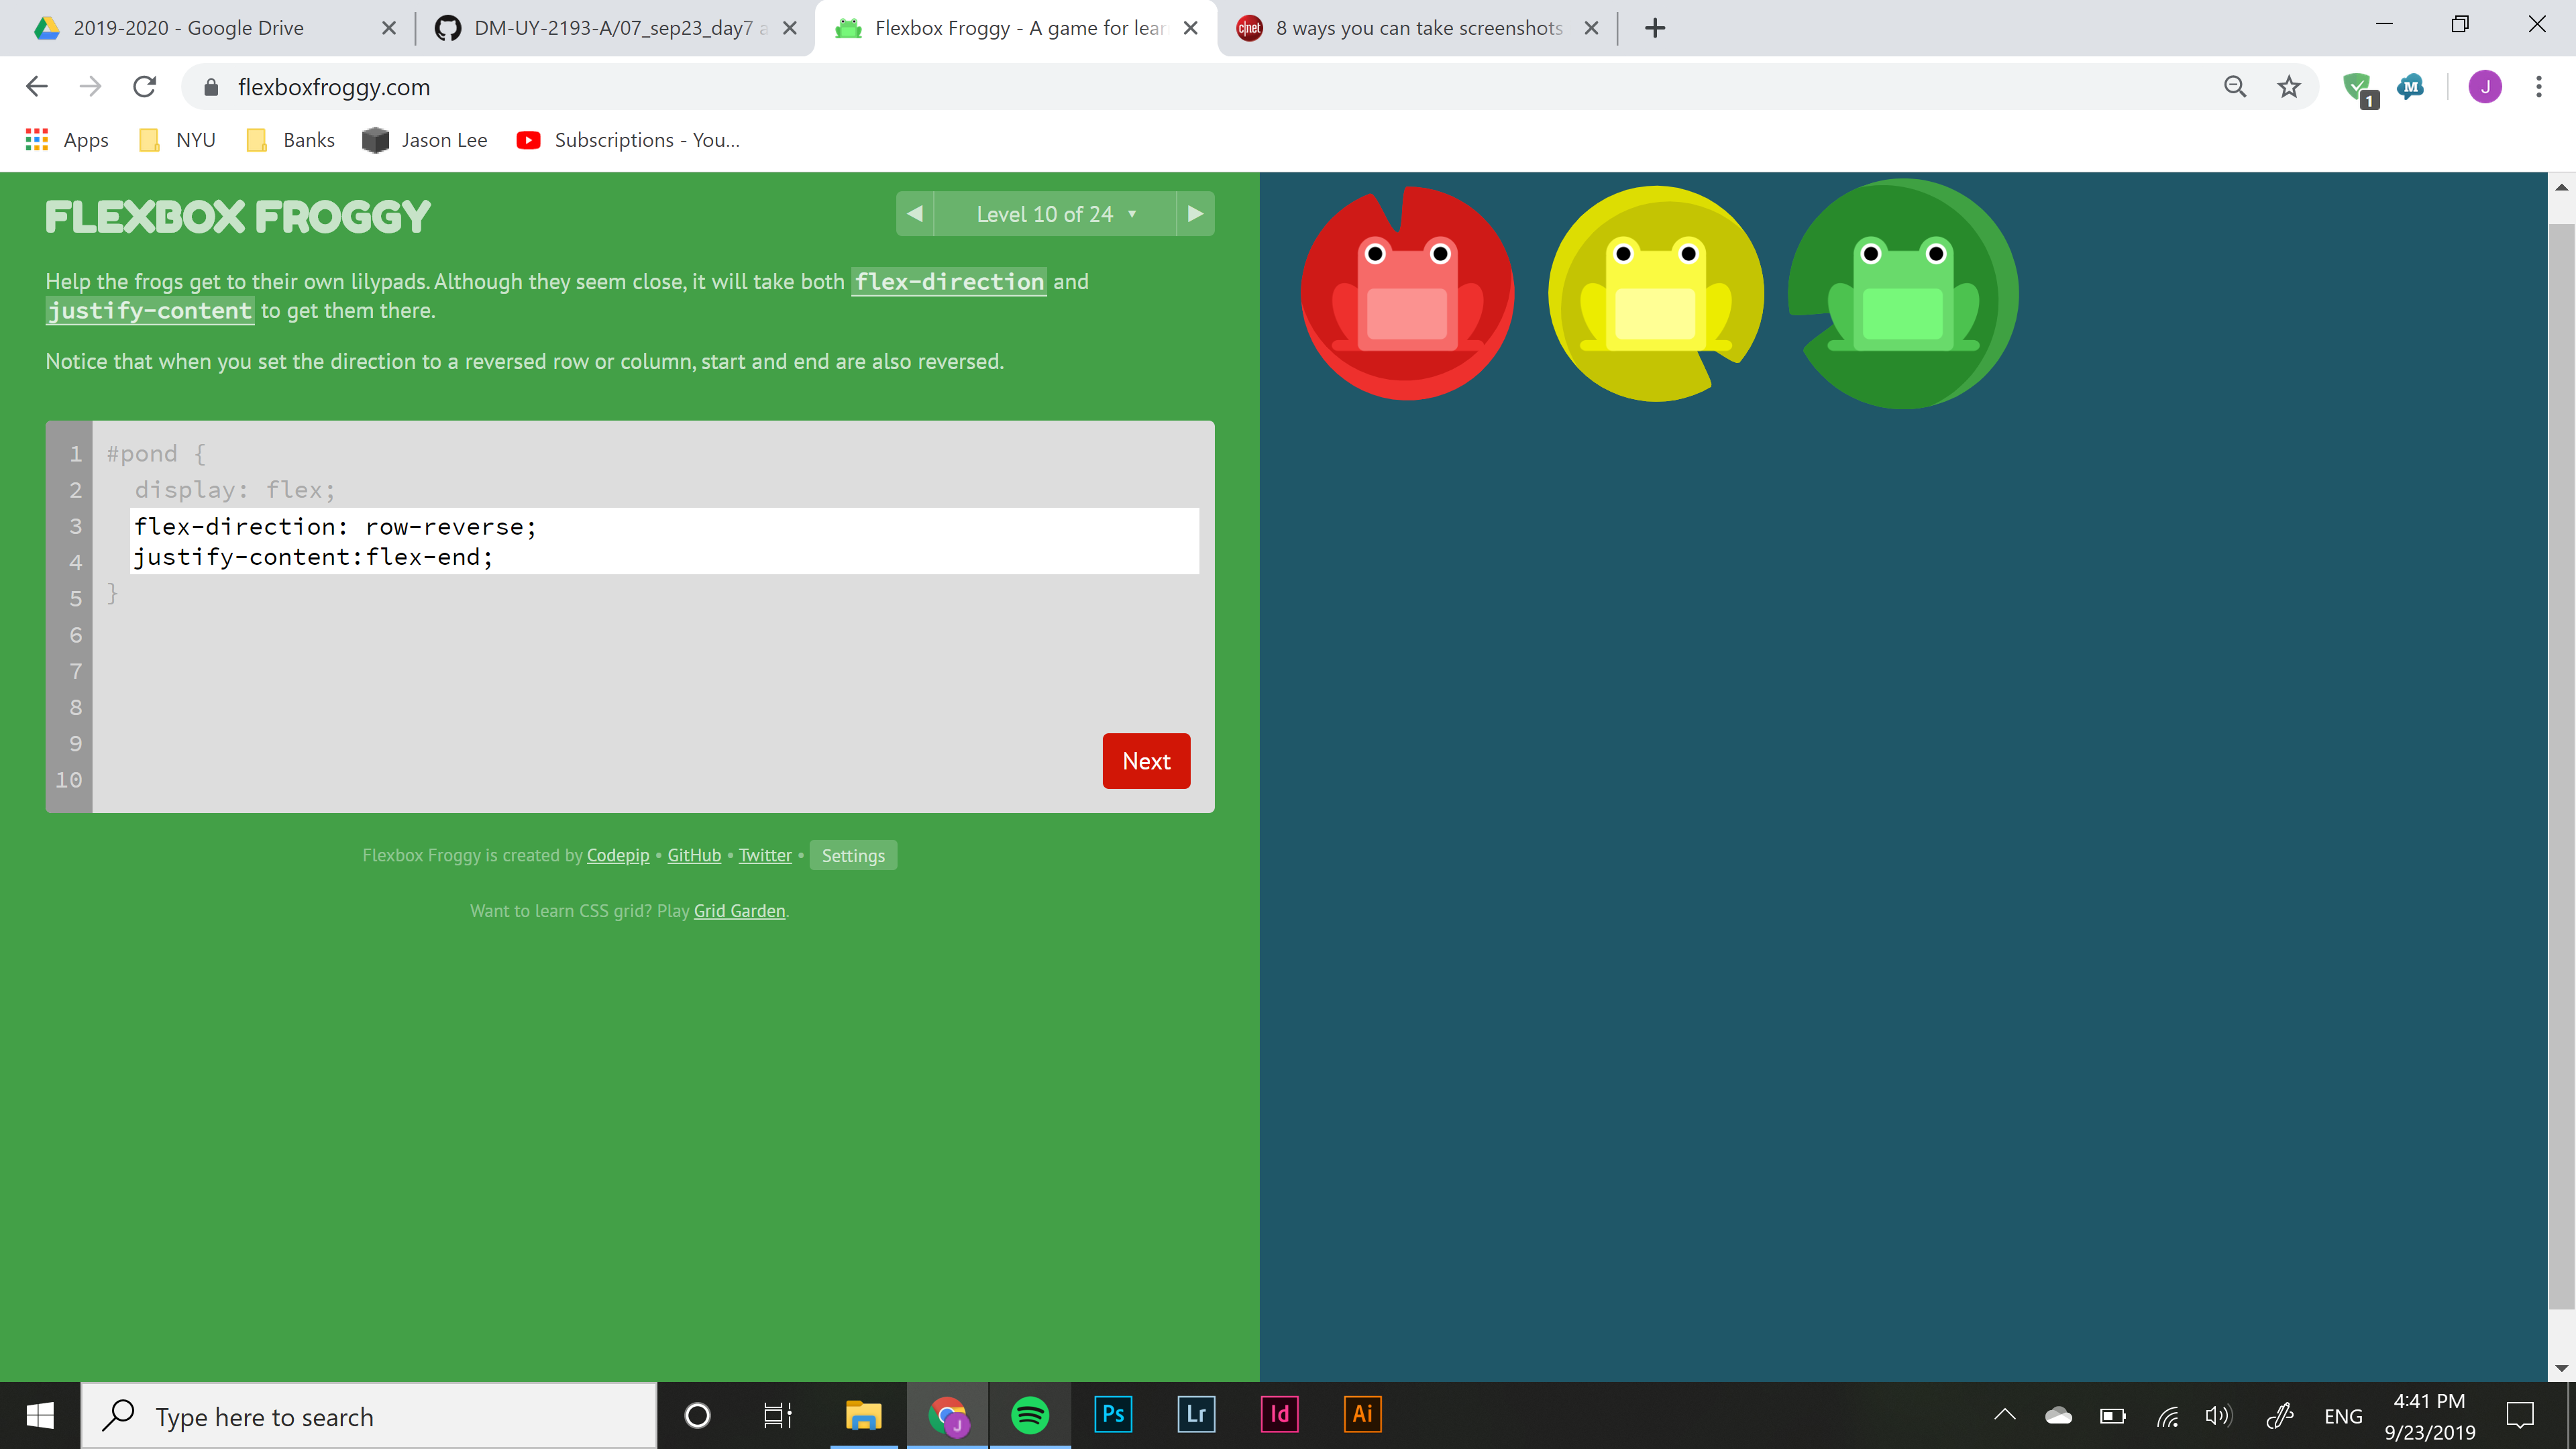 2019-2020 - Google Drive
DM-UY-2193-A/07_sep23_day7 a
Flexbox Froggy - A game for lear
cnet
8 ways you can take screenshots
flexboxfroggy.com
1
M
J
Apps
NYU
Banks
Jason Lee
Subscriptions - You...
FLEXBOX FROGGY
Level 10 of 24
Help the frogs get to their own lilypads. Although they seem close, it will take both flex-direction and
justify-content to get them there.
Notice that when you set the direction to a reversed row or column, start and end are also reversed.
1 #pond {
2 display: flex;
3 flex-direction: row-reverse;
4 justify-content:flex-end;
5 }
6
7
8
9
10
Next
Flexbox Froggy is created by Codepip • GitHub • Twitter • Settings
Want to learn CSS grid? Play Grid Garden.
Type here to search
J
Ps
Lr
Id
Ai
ENG
4:41 PM
9/23/2019